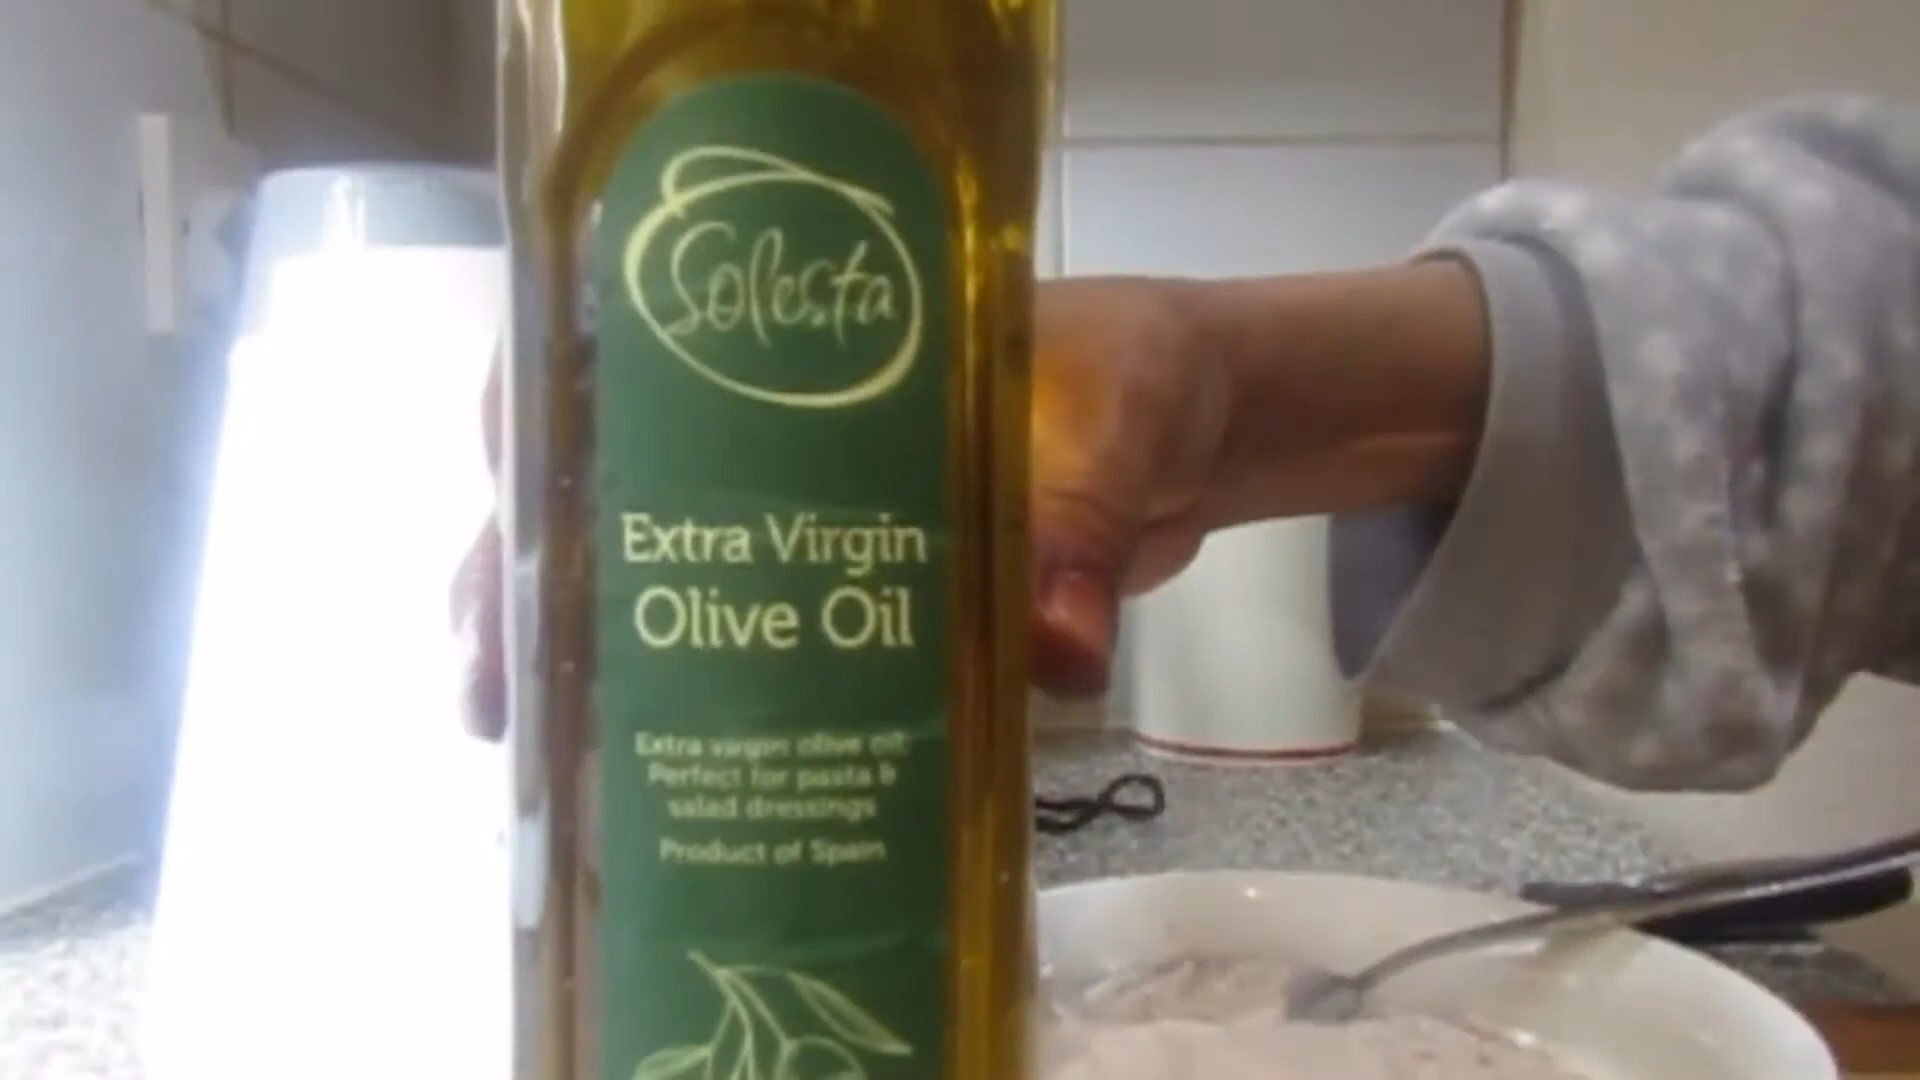 Solesta
Extra Virgin
Olive Oil
Extra virgin olive oil
Perfect for pasta &
salad dressings
Product of Spain